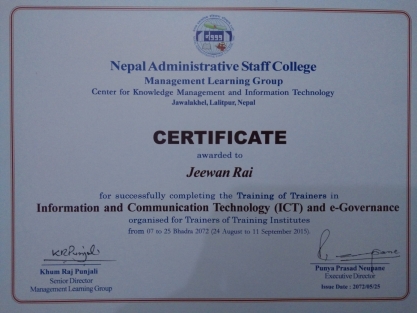 Nepal Administrative Staff College
Management Learning Group
Center for Knowledge Management and Information Technology
Jawalakhel, Lalitpur, Nepal
CERTIFICATE
awarded to
Jeewan Rai
for successfully completing the Training of Trainers in
Information and Communication Technology (ICT) and e-Governance
organised for Trainers of Training Institutes
from 07 to 25 Bhadra 2072 (24 August to 11 September 2015).
Khum Raj Punjali
Senior Director
Management Learning Group
Punya Prasad Neupane
Executive Director
Issue Date : 2072/05/25